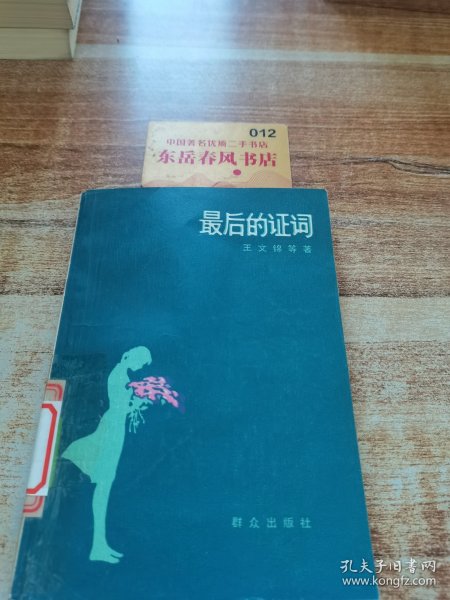 012
中国著名优质二手书店
东岳春风书店
最后的证词
王文锦等著
群众出版社
孔夫子旧书网
www.kongfz.com